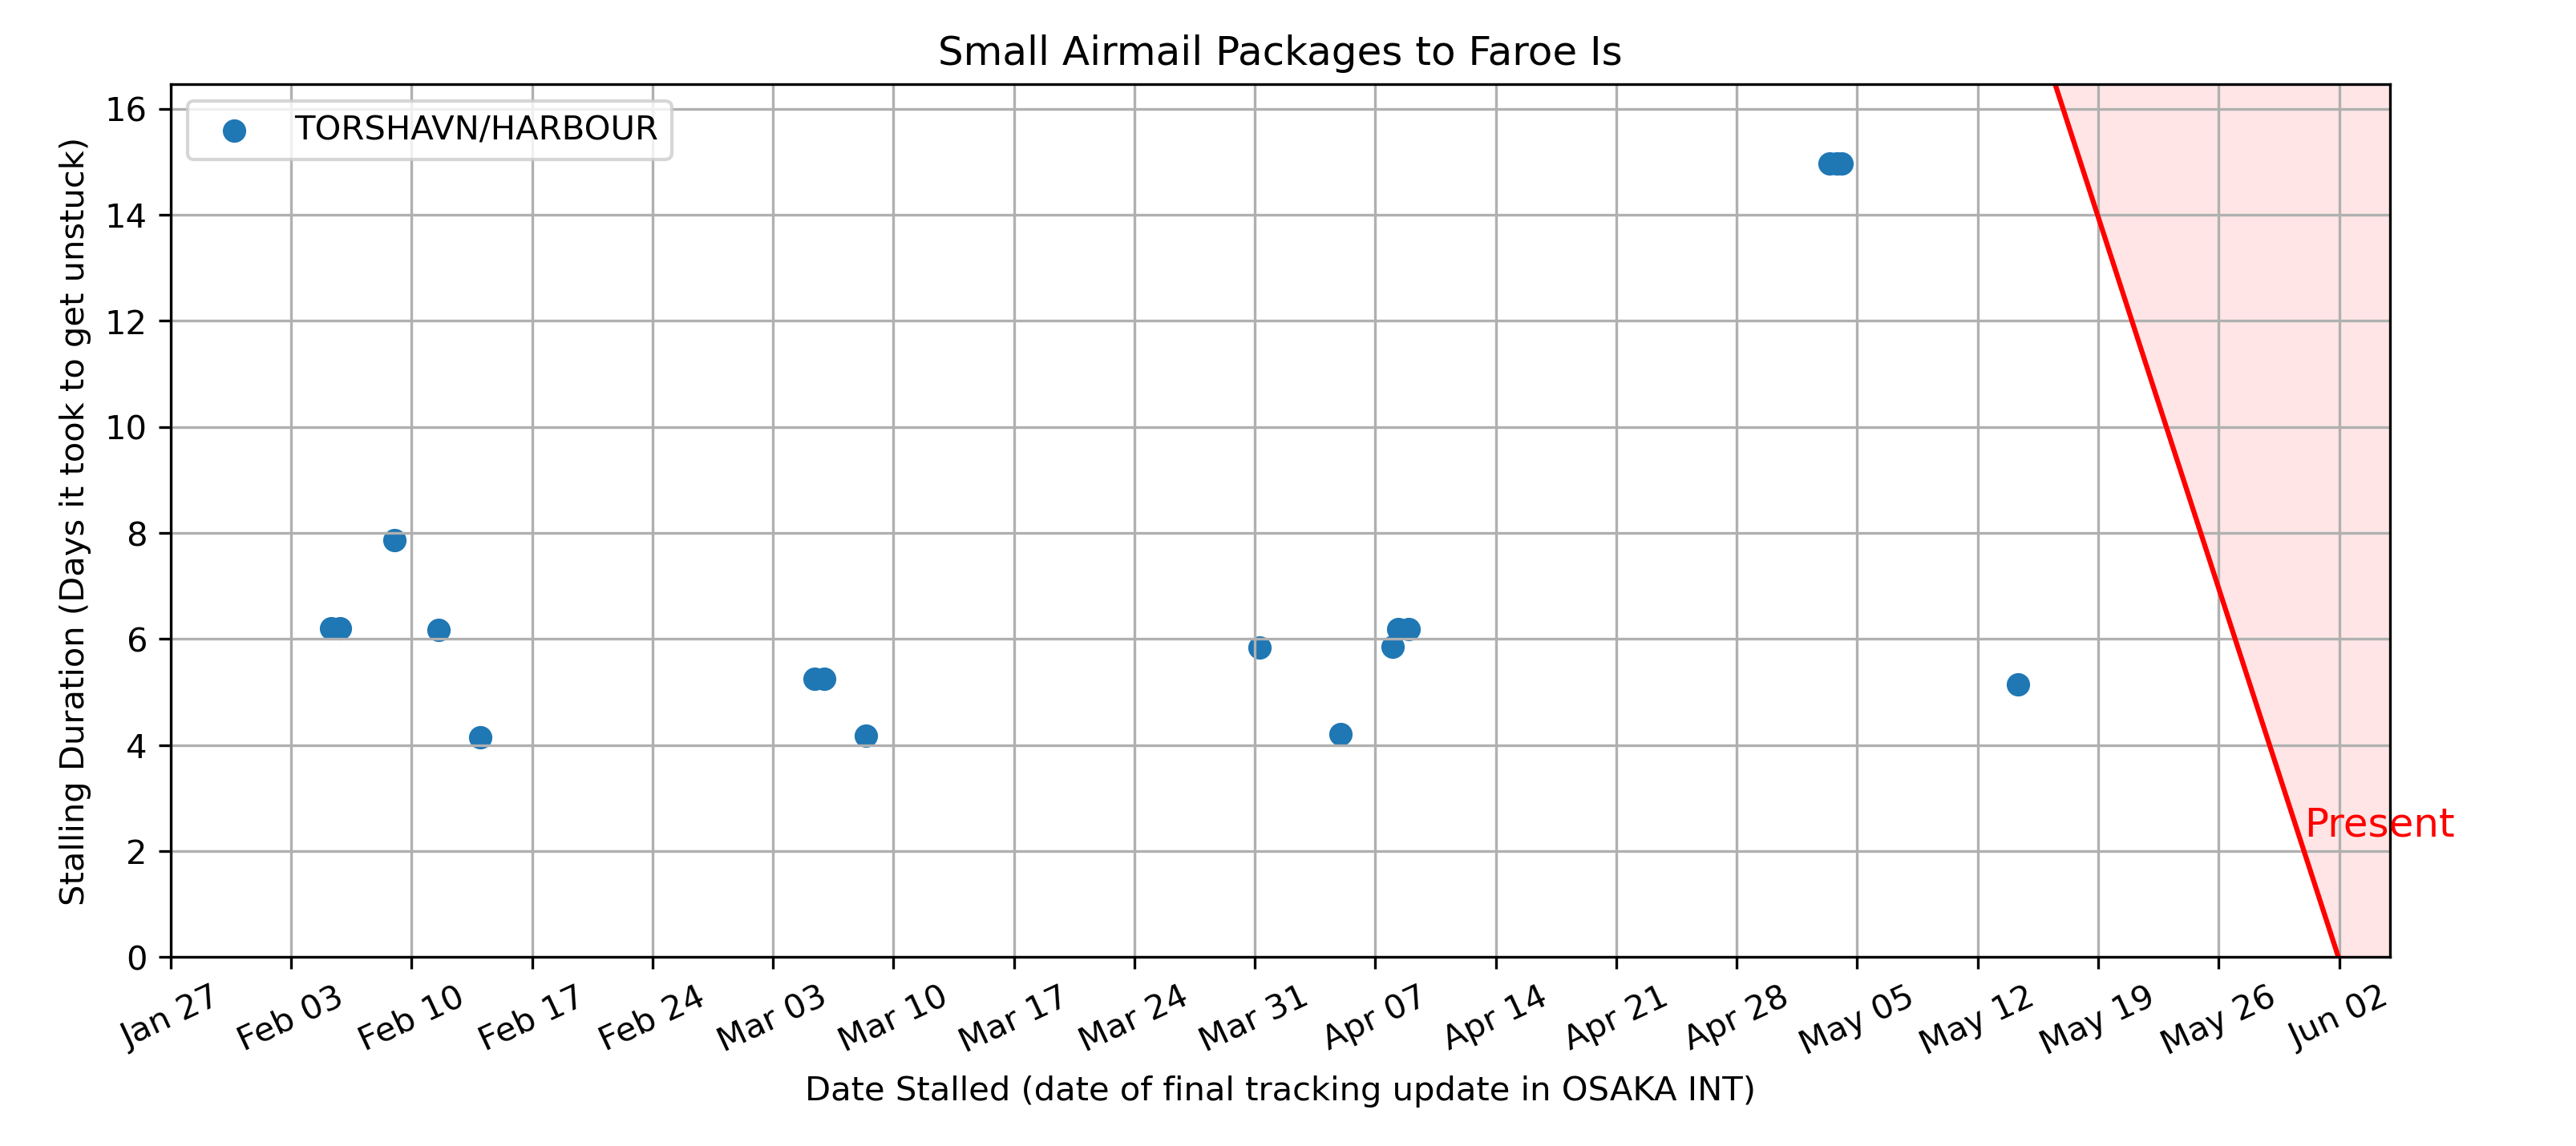 Small Airmail Packages to Faroe Is
TORSHAVN/HARBOUR
Stalling Duration (Days it took to get unstuck)
16
14
12
10
8
6
4
2
0
Present
Jan 27
Feb 03
Feb 10
Feb 17
Feb 24
Mar 03
Mar 10
Mar 17
Mar 24
Mar 31
Apr 07
Apr 14
Apr 21
Apr 28
May 05
May 12
May 19
May 26
Jun 02
Date Stalled (date of final tracking update in OSAKA INT)